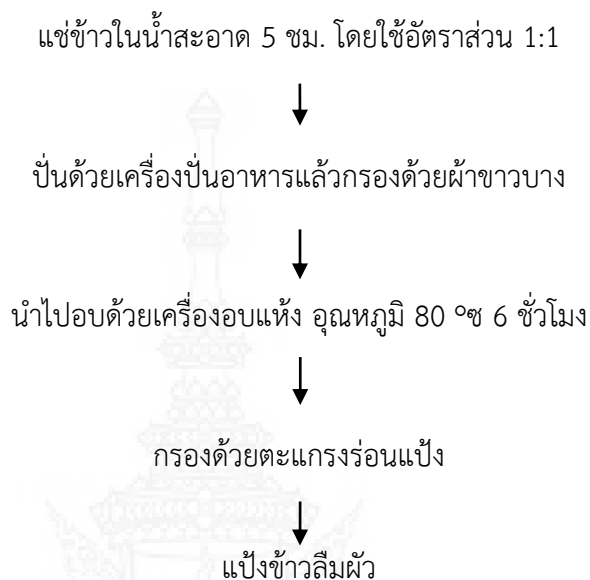 แช่ข้าวในน้ำสะอาด 5 ชม. โดยใช้อัตราส่วน 1:1
ปั่นด้วยเครื่องปั่นอาหารแล้วกรองด้วยผ้าขาวบาง
นำไปอบด้วยเครื่องอบแห้ง อุณหภูมิ 80 ºซ 6 ชั่วโมง
กรองด้วยตะแกรงร่อนแป้ง
แป้งข้าวลืมผัว